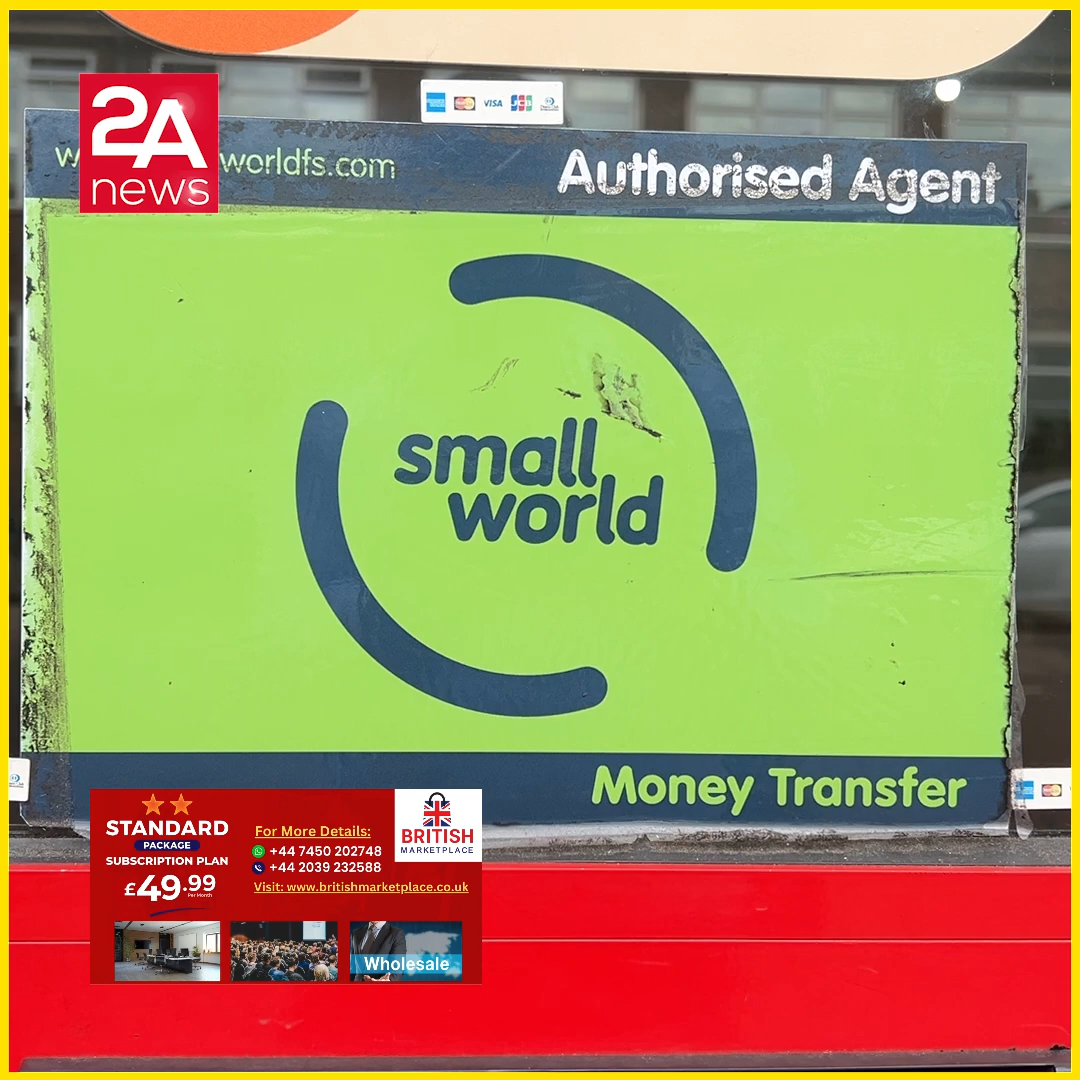 2A
news
worldfs.com
Authorised Agent
VISA
JCB
small
world
Money Transfer
STANDARD
PACKAGE
SUBSCRIPTION PLAN
£49.99
Per Month
For More Details:
+44 7450 202748
+44 2039 232588
Visit: www.britishmarketplace.co.uk
BRITISH
MARKETPLACE
Wholesale